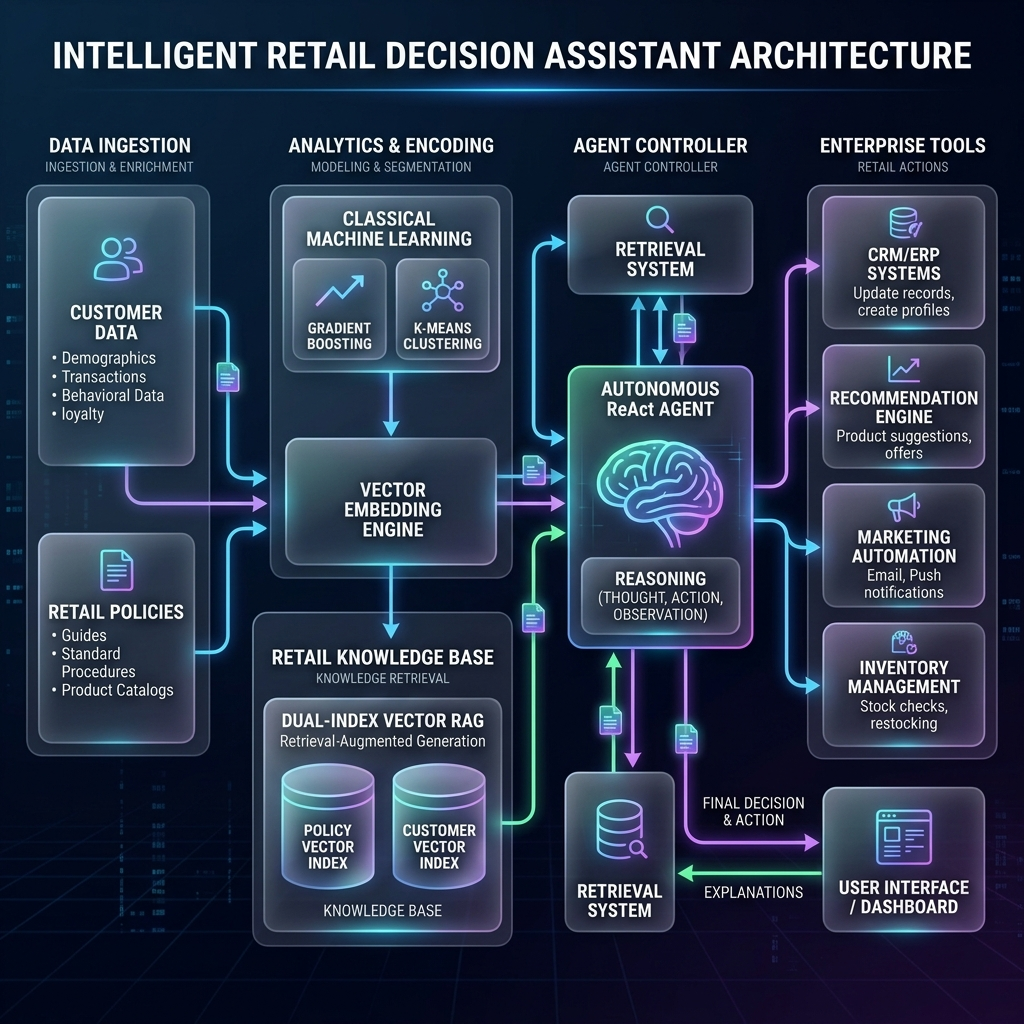 INTELLIGENT RETAIL DECISION ASSISTANT ARCHITECTURE
DATA INGESTION
INGESTION & ENRICHMENT
CUSTOMER
DATA
• Demographics
• Transactions
• Behavioral Data
• loyalty
RETAIL POLICIES
• Guides
• Standard
Procedures
• Product Catalogs
ANALYTICS & ENCODING
MODELING & SEGMENTATION
CLASSICAL
MACHINE LEARNING
GRADIENT
BOOSTING
K-MEANS
CLUSTERING
VECTOR
EMBEDDING
ENGINE
RETAIL KNOWLEDGE BASE
KNOWLEDGE RETRIEVAL
DUAL-INDEX VECTOR RAG
Retrieval-Augmented Generation
POLICY
VECTOR
INDEX
CUSTOMER
VECTOR
INDEX
KNOWLEDGE BASE
AGENT CONTROLLER
AGENT CONTROLLER
RETRIEVAL
SYSTEM
AUTONOMOUS
ReAct AGENT
REASONING
(THOUGHT, ACTION,
OBSERVATION)
RETRIEVAL
SYSTEM
FINAL DECISION
& ACTION
EXPLANATIONS
ENTERPRISE TOOLS
RETAIL ACTIONS
CRM/ERP
SYSTEMS
Update records,
create profiles
RECOMMENDATION
ENGINE
Product suggestions,
offers
MARKETING
AUTOMATION
Email, Push
notifications
INVENTORY
MANAGEMENT
Stock checks,
restocking
USER INTERFACE
/ DASHBOARD